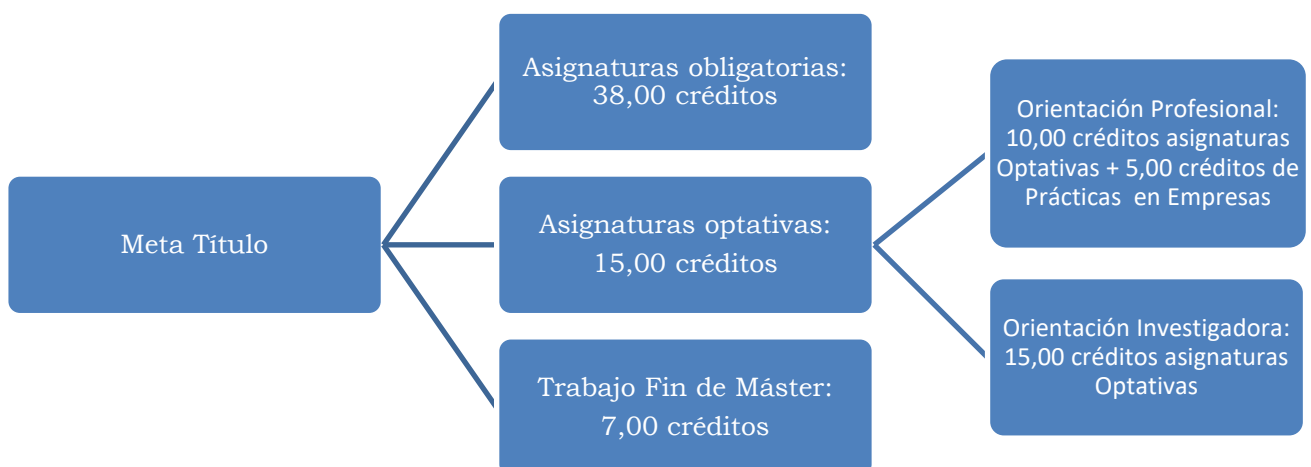 Meta Título
Asignaturas obligatorias:
38,00 créditos
Asignaturas optativas:
15,00 créditos
Trabajo Fin de Máster:
7,00 créditos
Orientación Profesional:
10,00 créditos asignaturas
Optativas + 5,00 créditos de
Prácticas en Empresas
Orientación Investigadora:
15,00 créditos asignaturas
Optativas